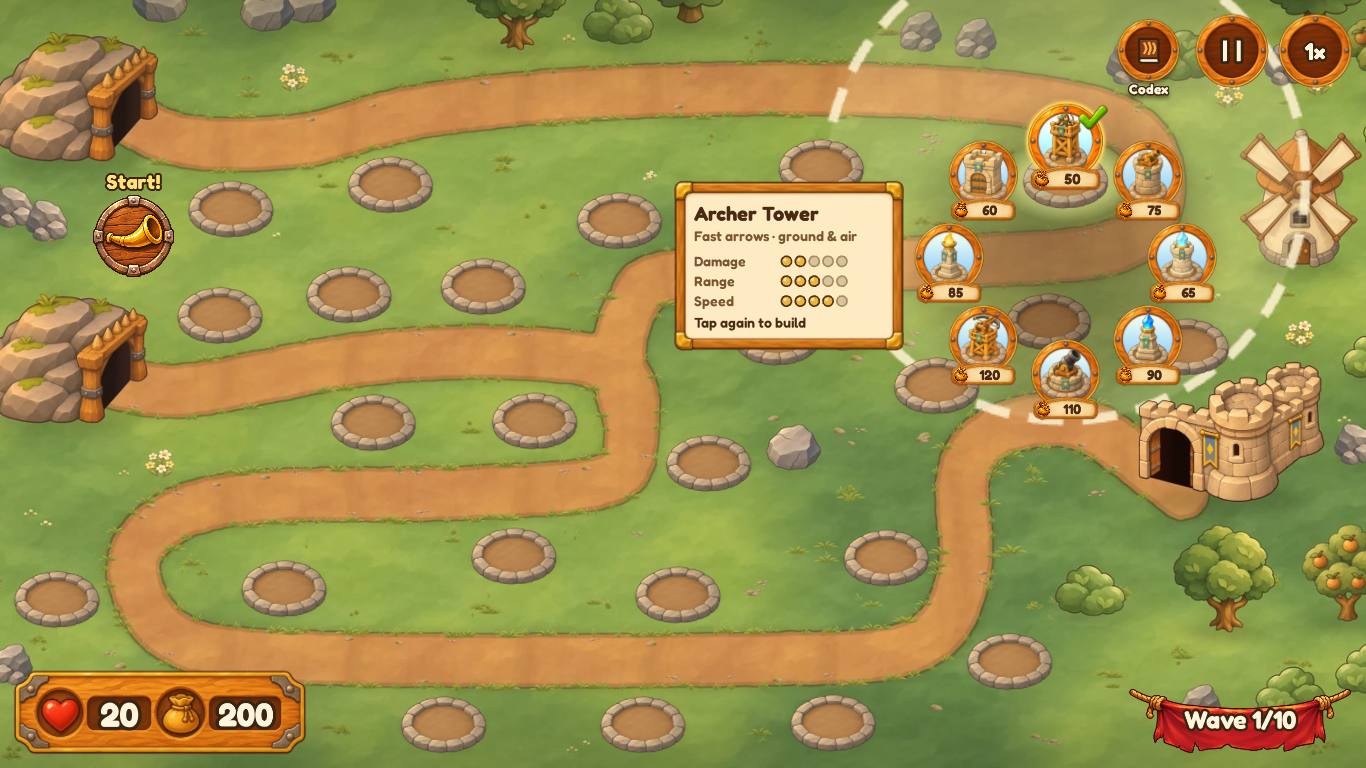 1x
Codex
Start!
50
60
75
Archer Tower
Fast arrows · ground & air
Damage
Range
Speed
Tap again to build
85
65
120
90
110
20
200
Wave 1/10